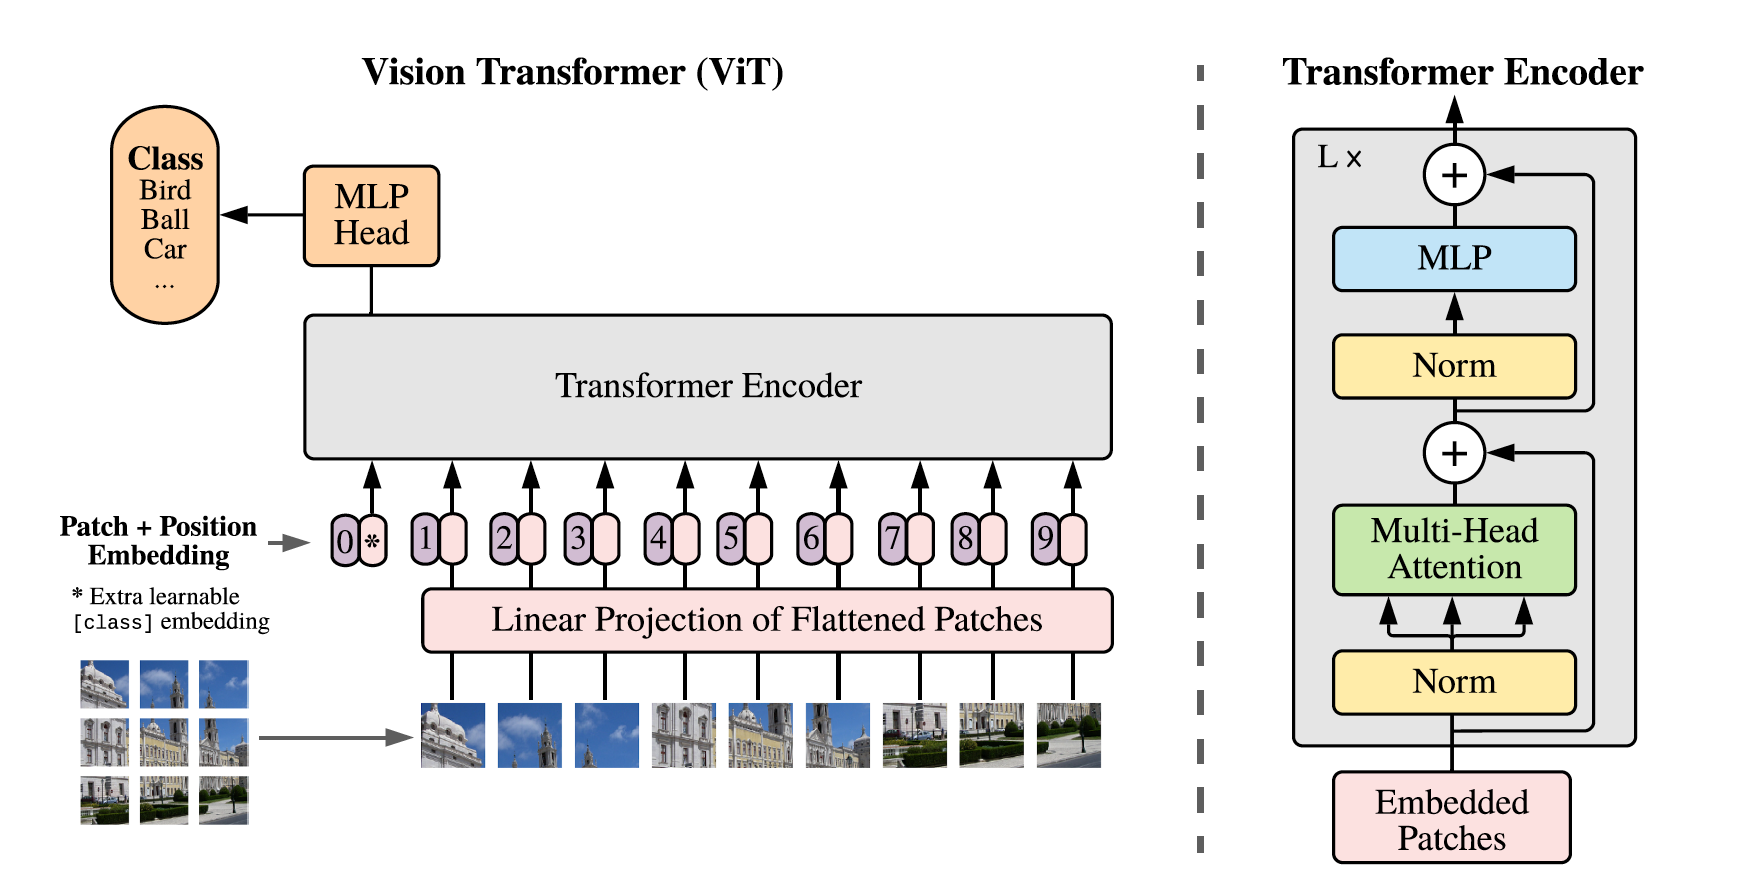 Vision Transformer (ViT)
Class
Bird
Ball
Car
...
MLP
Head
Transformer Encoder
Patch + Position
Embedding
* Extra learnable
[class] embedding
0 * 1 2 3 4 5 6 7 8 9
Linear Projection of Flattened Patches
Transformer Encoder
L ×
+
MLP
Norm
+
Multi-Head
Attention
Norm
Embedded
Patches